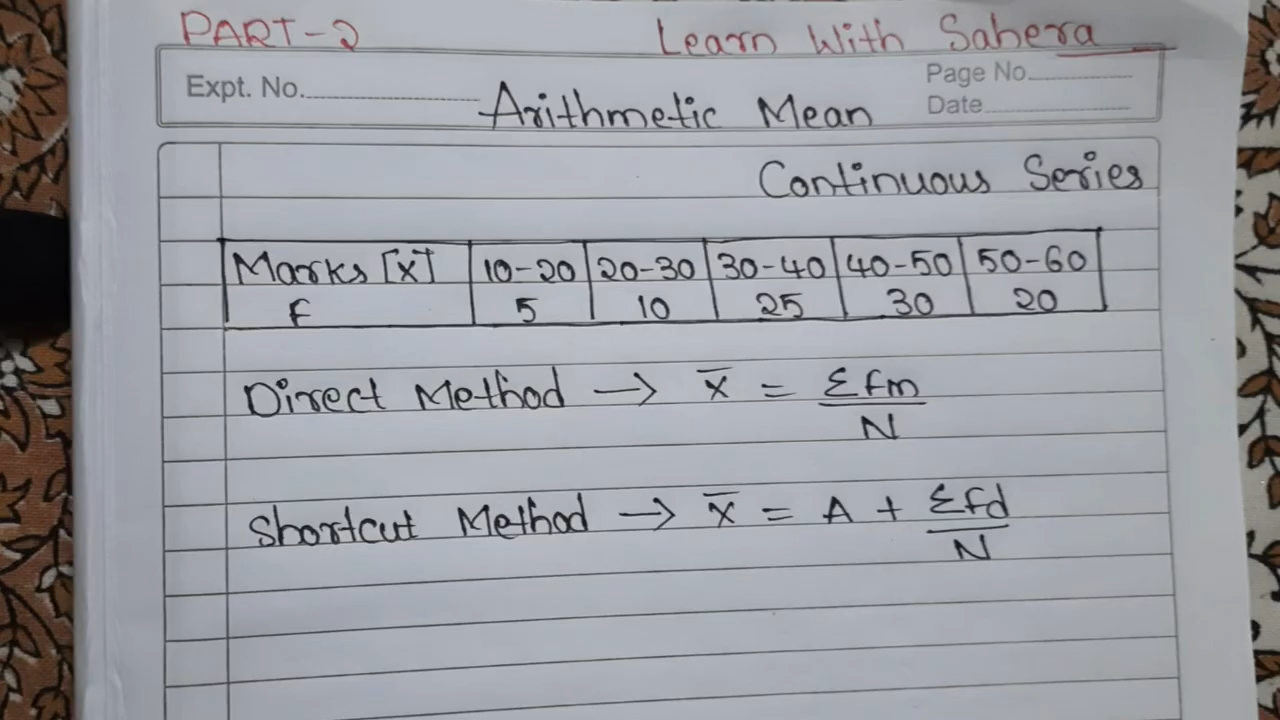 PART-2 Learn With Sahera
Expt. No. Page No.
Arithmetic Mean Date
Continuous Series
Marks [x] 10-20 20-30 30-40 40-50 50-60
F 5 10 25 30 20
Direct Method → x̅ = Σfm / N
Shortcut Method → x̅ = A + Σfd / N